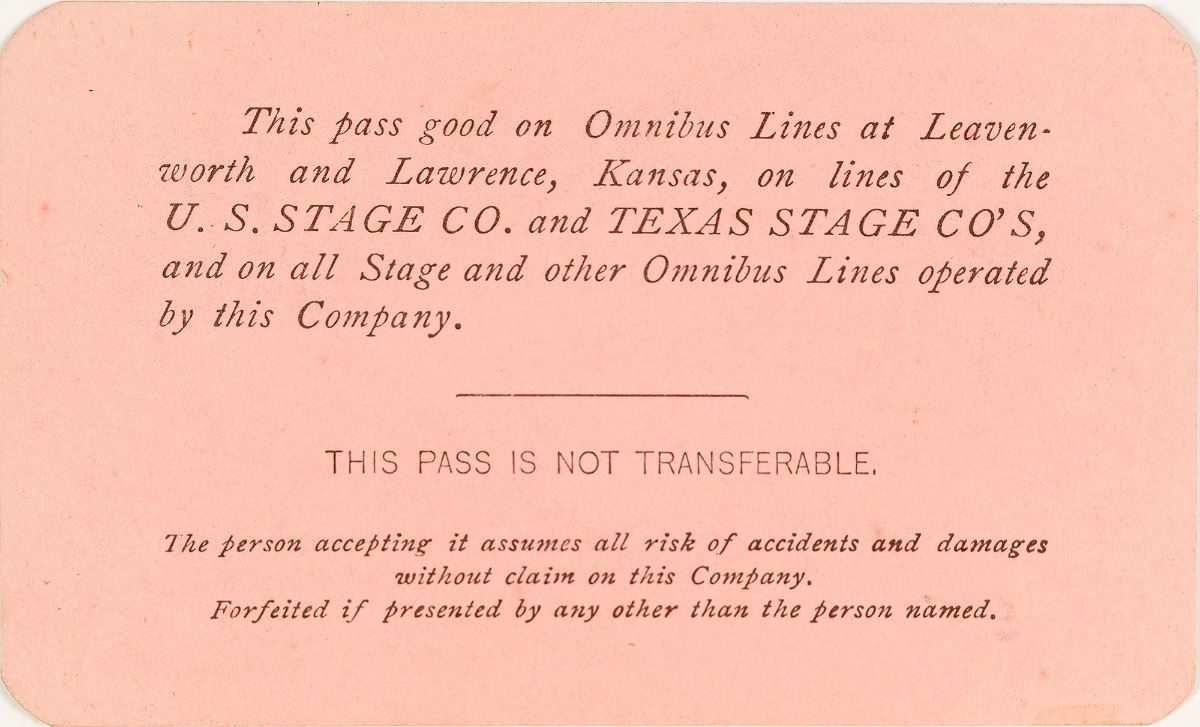 This pass good on Omnibus Lines at Leaven-
worth and Lawrence, Kansas, on lines of the
U. S. STAGE CO. and TEXAS STAGE CO'S,
and on all Stage and other Omnibus Lines operated
by this Company.
THIS PASS IS NOT TRANSFERABLE.
The person accepting it assumes all risk of accidents and damages
without claim on this Company.
Forfeited if presented by any other than the person named.